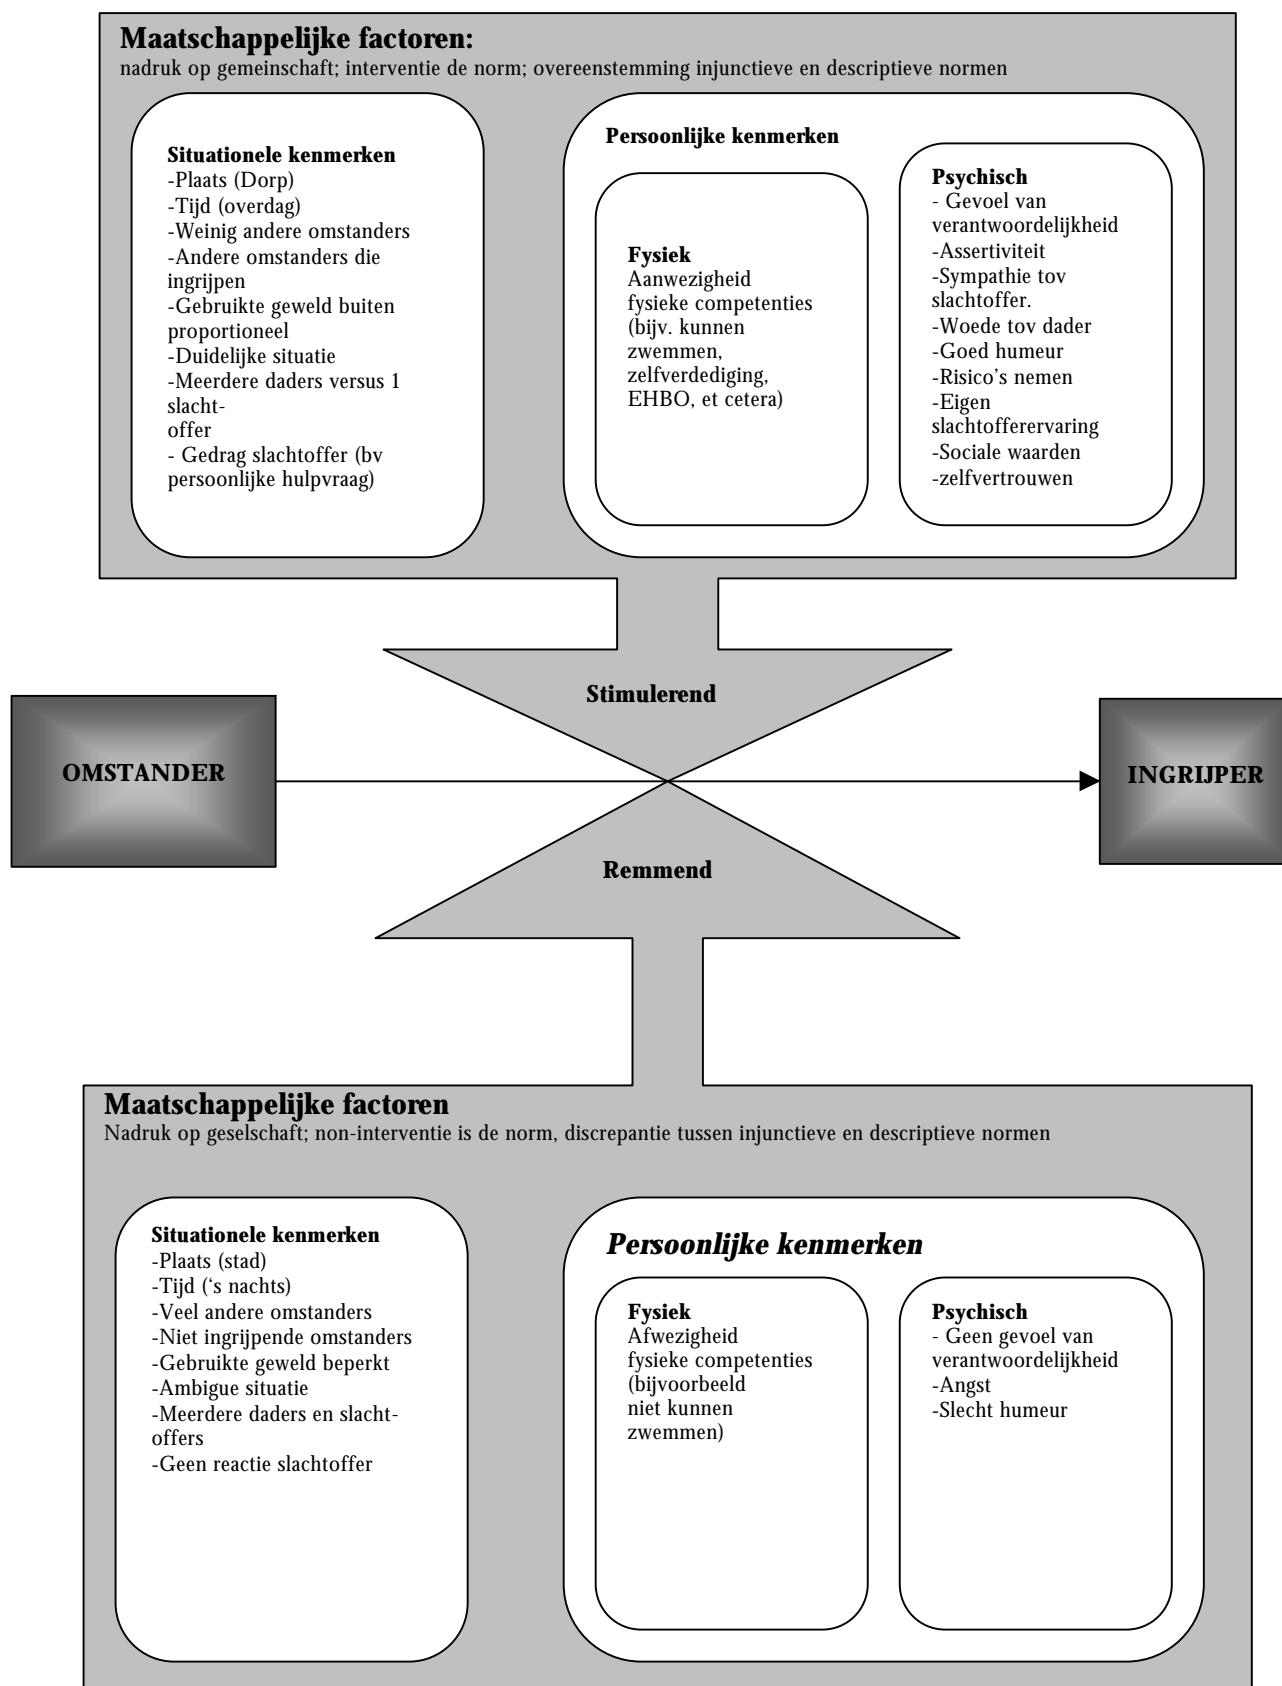 Maatschappelijke factoren:
nadruk op gemeinschaft; interventie de norm; overeenstemming injunctieve en descriptieve normen
Situationele kenmerken
-Plaats (Dorp)
-Tijd (overdag)
-Weinig andere omstanders
-Andere omstanders die
ingrijpen
-Gebruikte geweld buiten
proportioneel
-Duidelijke situatie
-Meerdere daders versus 1
slacht-
offer
- Gedrag slachtoffer (bv
persoonlijke hulpvraag)
Persoonlijke kenmerken
Fysiek
Aanwezigheid
fysieke competenties
(bijv. kunnen
zwemmen,
zelfverdediging,
EHBO, et cetera)
Psychisch
- Gevoel van
verantwoordelijkheid
-Assertiviteit
-Sympathie tov
slachtoffer.
-Woede tov dader
-Goed humeur
-Risico’s nemen
-Eigen
slachtofferervaring
-Sociale waarden
-zelfvertrouwen
Stimulerend
OMSTANDER
INGRIJPER
Remmend
Maatschappelijke factoren
Nadruk op geselschaft; non-interventie is de norm, discrepantie tussen injunctieve en descriptieve normen
Situationele kenmerken
-Plaats (stad)
-Tijd (‘s nachts)
-Veel andere omstanders
-Niet ingrijpende omstanders
-Gebruikte geweld beperkt
-Ambigue situatie
-Meerdere daders en slacht-
offers
-Geen reactie slachtoffer
Persoonlijke kenmerken
Fysiek
Afwezigheid
fysieke competenties
(bijvoorbeeld
niet kunnen
zwemmen)
Psychisch
- Geen gevoel van
verantwoordelijkheid
-Angst
-Slecht humeur